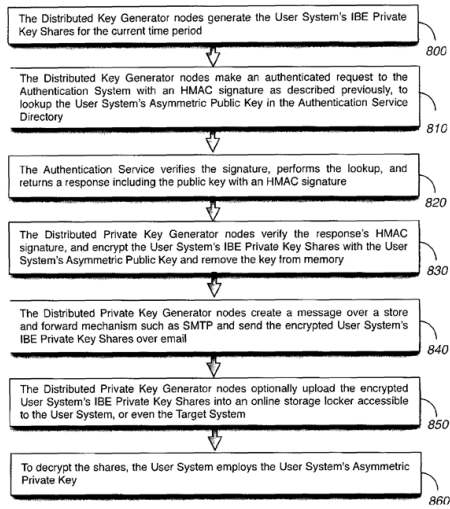 The Distributed Key Generator nodes generate the User System's IBE Private
Key Shares for the current time period
800
The Distributed Key Generator nodes make an authenticated request to the
Authentication System with an HMAC signature as described previously, to
lookup the User System's Asymmetric Public Key in the Authentication Service
Directory
810
The Authentication Service verifies the signature, performs the lookup, and
returns a response including the public key with an HMAC signature
820
The Distributed Private Key Generator nodes verify the response's HMAC
signature, and encrypt the User System's IBE Private Key Shares with the User
System's Asymmetric Public Key and remove the key from memory
830
The Distributed Private Key Generator nodes create a message over a store
and forward mechanism such as SMTP and send the encrypted User System's
IBE Private Key Shares over email
840
The Distributed Private Key Generator nodes optionally upload the encrypted
User System's IBE Private Key Shares into an online storage locker accessible
to the User System, or even the Target System
850
To decrypt the shares, the User System employs the User System's Asymmetric
Private Key
860